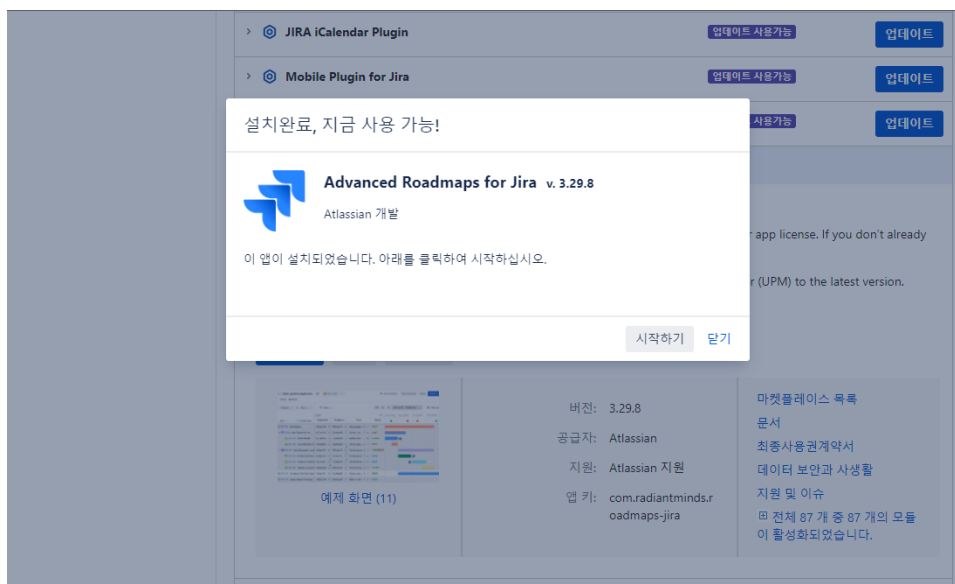 JIRA iCalendar Plugin
업데이트 사용가능
업데이트
Mobile Plugin for Jira
업데이트 사용가능
업데이트
사용가능
업데이트
설치완료, 지금 사용 가능!
Advanced Roadmaps for Jira v. 3.29.8
Atlassian 개발
이 앱이 설치되었습니다. 아래를 클릭하여 시작하십시오.
app license. If you don't already
r (UPM) to the latest version.
시작하기 닫기
예제 화면 (11)
버전: 3.29.8
공급자: Atlassian
지원: Atlassian 지원
앱 키: com.radiantminds.r
oadmaps-jira
마켓플레이스 목록
문서
최종사용권계약서
데이터 보안과 사생활
지원 및 이슈
전체 87 개 중 87 개의 모듈
이 활성화되었습니다.